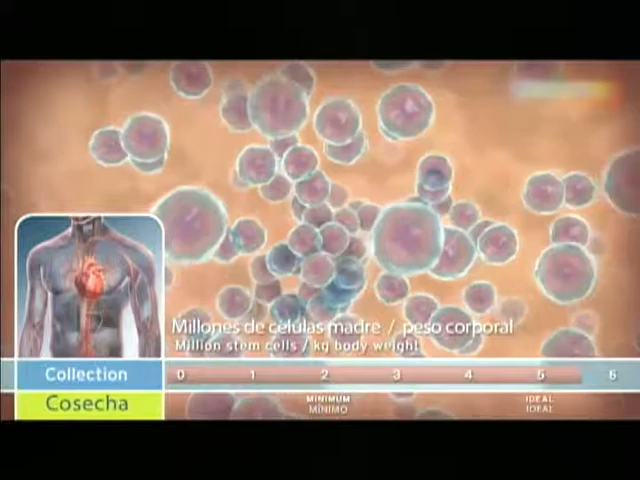 Millones de células madre / peso corporal
Million stem cells / kg body weight
Collection 0 1 2 3 4 5 6
Cosecha
MINIMUM IDEAL
MÍNIMO IDEAL